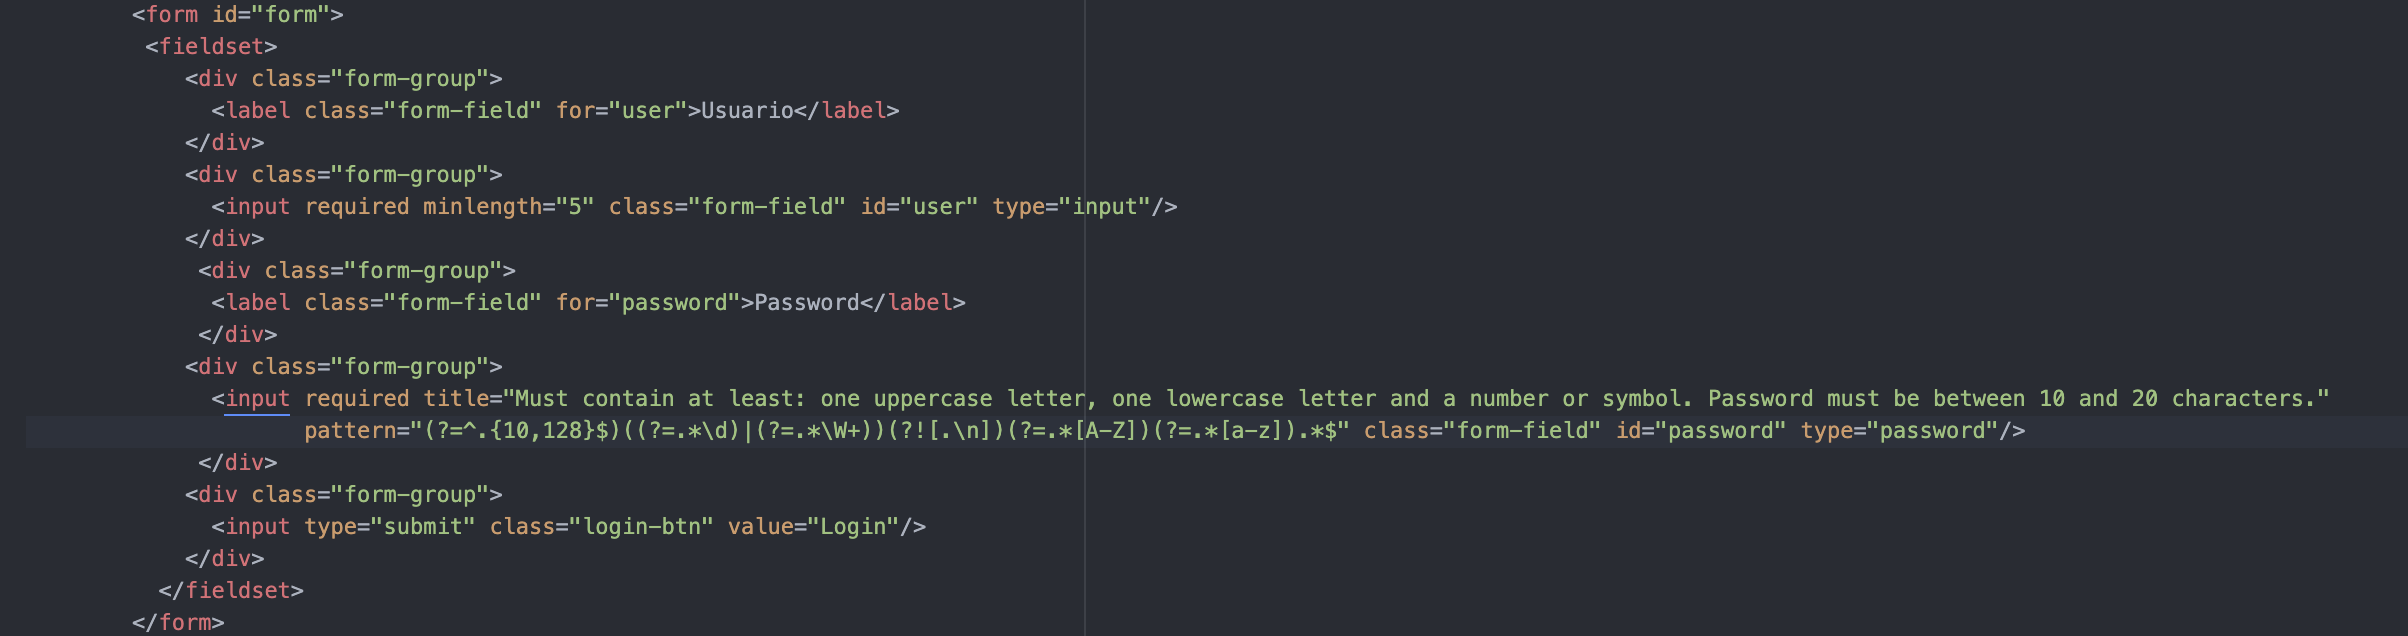 <form id="form">
<fieldset>
<div class="form-group">
<label class="form-field" for="user">Usuario</label>
</div>
<div class="form-group">
<input required minlength="5" class="form-field" id="user" type="input"/>
</div>
<div class="form-group">
<label class="form-field" for="password">Password</label>
</div>
<div class="form-group">
<input required title="Must contain at least: one uppercase letter, one lowercase letter and a number or symbol. Password must be between 10 and 20 characters."
pattern="(?=^.{10,128}$)((?=.*\d)|(?=.*\W+))(?![.\n])(?=.*[A-Z])(?=.*[a-z]).*$" class="form-field" id="password" type="password"/>
</div>
<div class="form-group">
<input type="submit" class="login-btn" value="Login"/>
</div>
</fieldset>
</form>